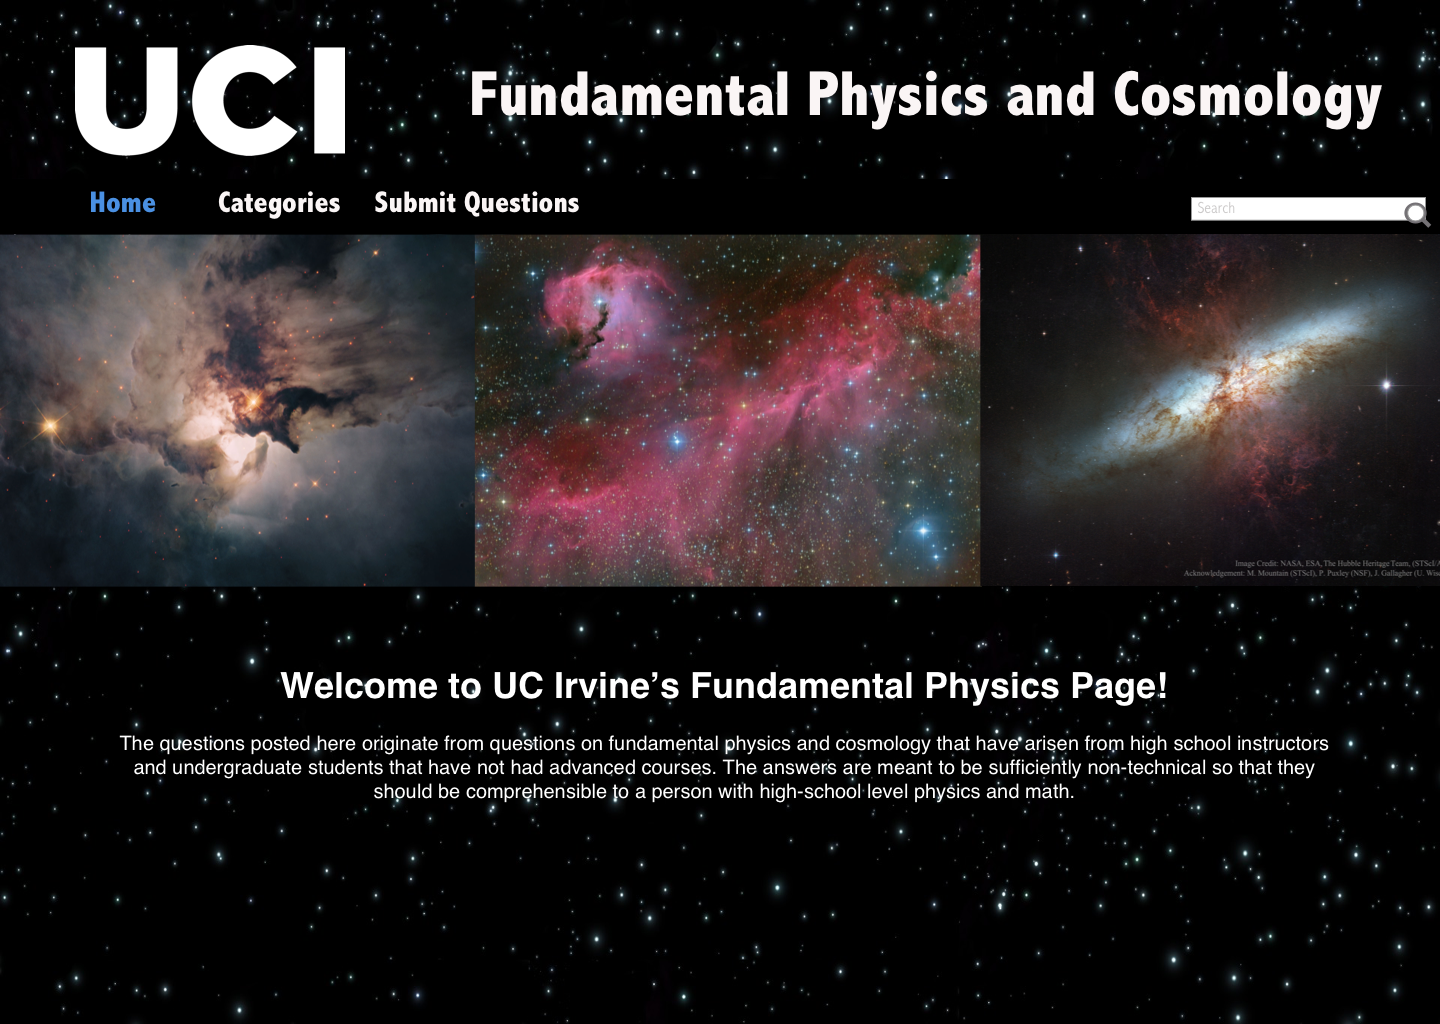 UCI
Fundamental Physics and Cosmology
Home Categories Submit Questions
Search
Image Credit: NASA, ESA, The Hubble Heritage Team, (STScI/
Acknowledgement: M. Mountain (STScI), P. Puxley (NSF), J. Gallagher (U.
Welcome to UC Irvine’s Fundamental Physics Page!
The questions posted here originate from questions on fundamental physics and cosmology that have arisen from high school instructors
and undergraduate students that have not had advanced courses. The answers are meant to be sufficiently non-technical so that they
should be comprehensible to a person with high-school level physics and math.